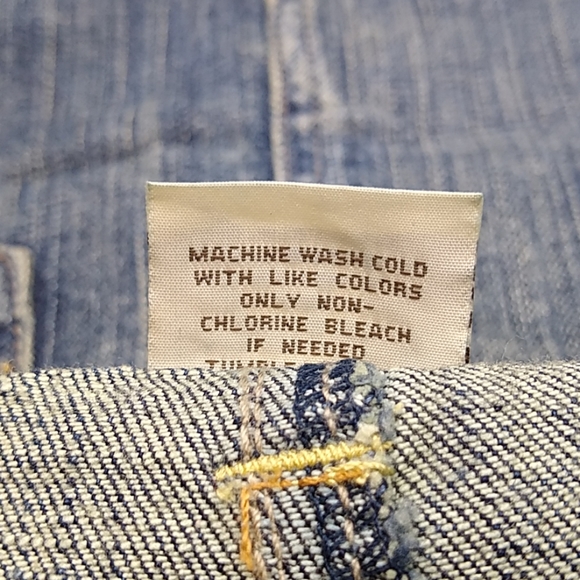 MACHINE WASH COLD
WITH LIKE COLORS
ONLY NON-
CHLORINE BLEACH
IF NEEDED